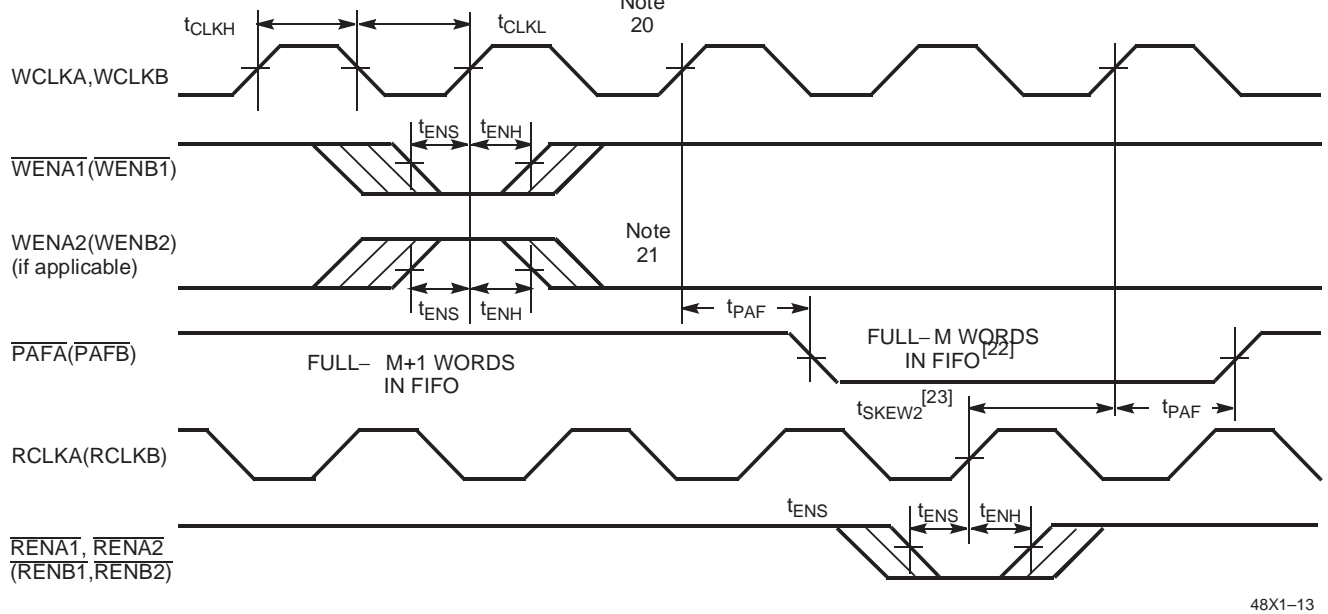 Note
20
tCLKH
tCLKL
WCLKA,WCLKB
tENS
tENH
WENA1(WENB1)
WENA2(WENB2)
(if applicable)
Note
21
tENS
tENH
tPAF
PAFA(PAFB)
FULL– M+1 WORDS
IN FIFO
FULL–M WORDS
IN FIFO[22]
tSKEW2[23]
tPAF
RCLKA(RCLKB)
tENS
tENS
tENH
RENA1, RENA2
(RENB1,RENB2)
48X1–13